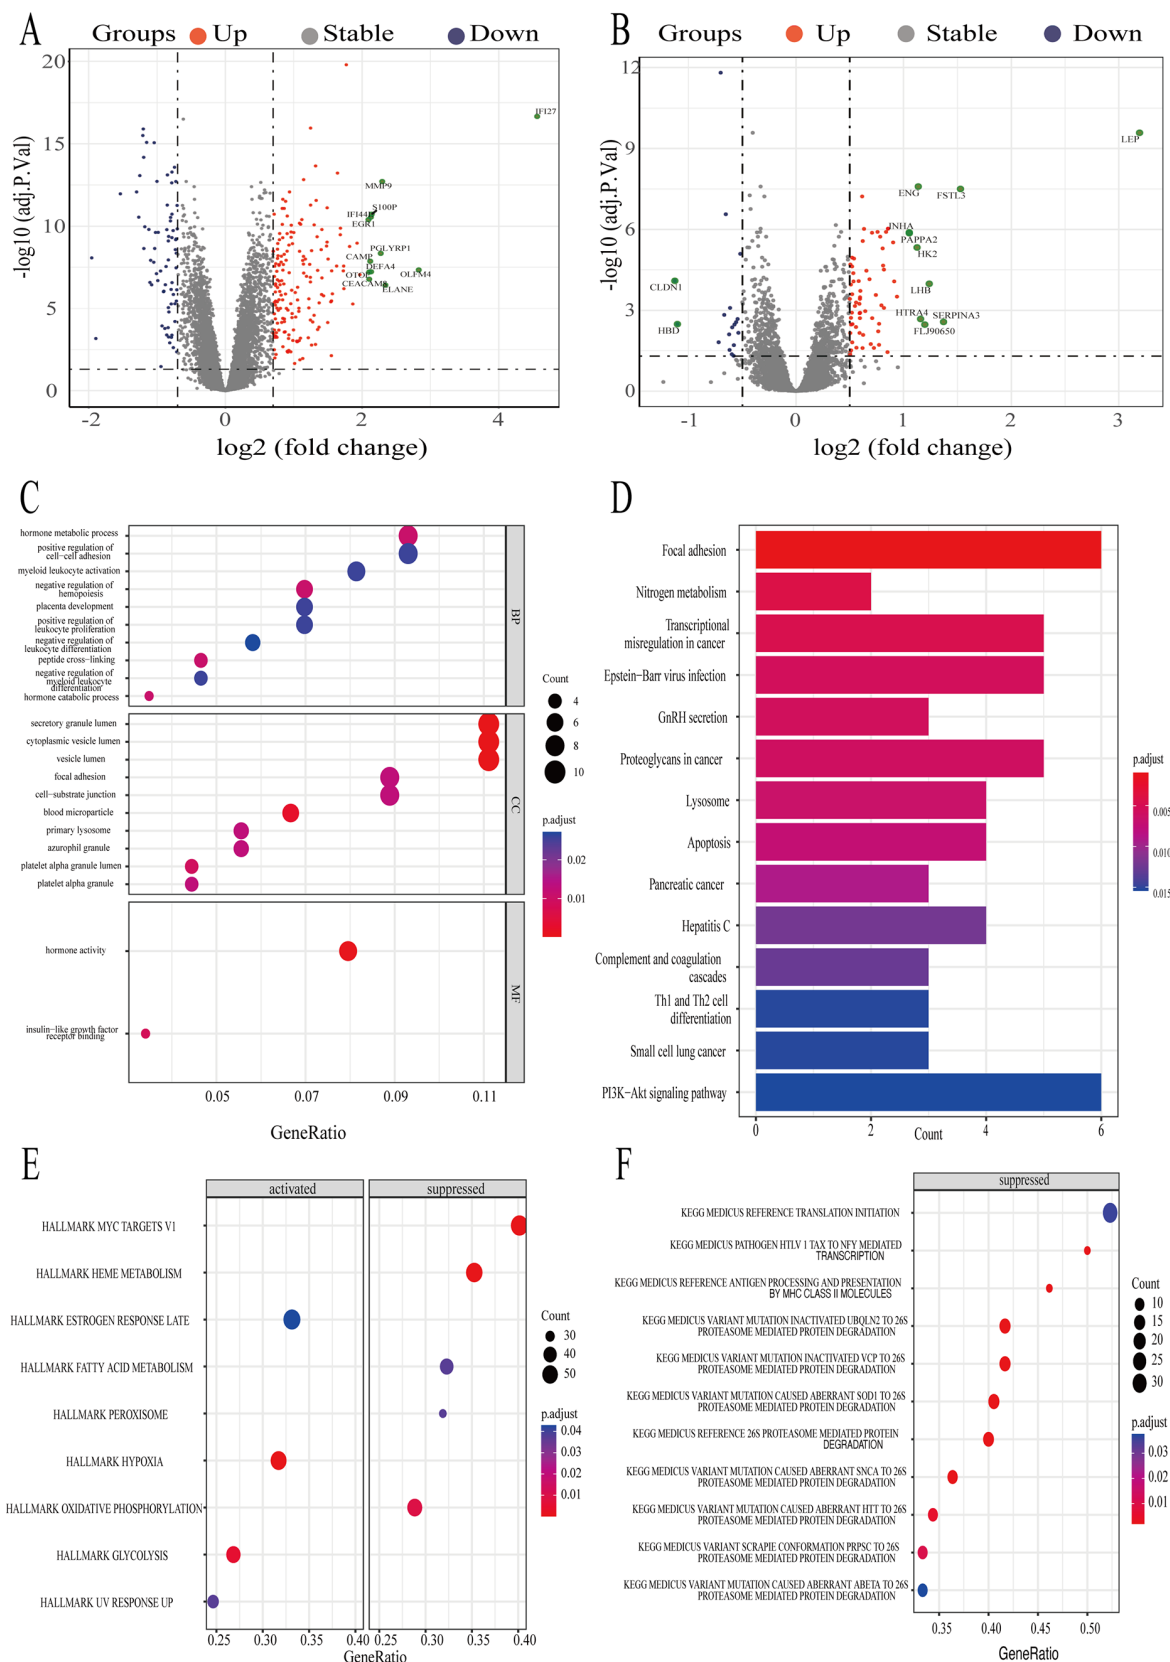 A
Groups Up Stable Down
20
15
10
5
0
-2 0 2 4
-log10 (adj.P.Val)
log2 (fold change)
IFI27
MMP9
S100P
IFI44L
EGR1
PGLYRP1
CAMP
DEFA4
OTOF
OLFM4
CEACAM8
ELANE
B
Groups Up Stable Down
12
9
6
3
0
-1 0 1 2 3
-log10 (adj.P.Val)
log2 (fold change)
LEP
ENG
FSTL3
INHA
PAPPA2
HK2
CLDN1
LHB
HTRA4
SERPINA3
HBD
FLJ90650
C
hormone metabolic process
positive regulation of
cell−cell adhesion
myeloid leukocyte activation
negative regulation of
hemopoiesis
placenta development
positive regulation of
leukocyte proliferation
negative regulation of
leukocyte differentiation
peptide cross−linking
negative regulation of
myeloid leukocyte
differentiation
hormone catabolic process
BP
secretory granule lumen
cytoplasmic vesicle lumen
vesicle lumen
focal adhesion
cell−substrate junction
blood microparticle
primary lysosome
azurophil granule
platelet alpha granule lumen
platelet alpha granule
CC
hormone activity
insulin−like growth factor
receptor binding
MF
0.05 0.07 0.09 0.11
GeneRatio
Count
4
6
8
10
p.adjust
0.02
0.01
D
Focal adhesion
Nitrogen metabolism
Transcriptional
misregulation in cancer
Epstein−Barr virus infection
GnRH secretion
Proteoglycans in cancer
Lysosome
Apoptosis
Pancreatic cancer
Hepatitis C
Complement and coagulation
cascades
Th1 and Th2 cell
differentiation
Small cell lung cancer
PI3K−Akt signaling pathway
0 2 4 6
Count
p.adjust
0.005
0.010
0.015
E
activated suppressed
HALLMARK MYC TARGETS V1
HALLMARK HEME METABOLISM
HALLMARK ESTROGEN RESPONSE LATE
HALLMARK FATTY ACID METABOLISM
HALLMARK PEROXISOME
HALLMARK HYPOXIA
HALLMARK OXIDATIVE PHOSPHORYLATION
HALLMARK GLYCOLYSIS
HALLMARK UV RESPONSE UP
0.25 0.30 0.35 0.40 0.25 0.30 0.35 0.40
GeneRatio
Count
30
40
50
p.adjust
0.04
0.03
0.02
0.01
F
suppressed
KEGG MEDICUS REFERENCE TRANSLATION INITIATION
KEGG MEDICUS PATHOGEN HTLV 1 TAX TO NFY MEDIATED
TRANSCRIPTION
KEGG MEDICUS REFERENCE ANTIGEN PROCESSING AND PRESENTATION
BY MHC CLASS II MOLECULES
KEGG MEDICUS VARIANT MUTATION INACTIVATED UBQLN2 TO 26S
PROTEASOME MEDIATED PROTEIN DEGRADATION
KEGG MEDICUS VARIANT MUTATION INACTIVATED VCP TO 26S
PROTEASOME MEDIATED PROTEIN DEGRADATION
KEGG MEDICUS VARIANT MUTATION CAUSED ABERRANT SOD1 TO 26S
PROTEASOME MEDIATED PROTEIN DEGRADATION
KEGG MEDICUS REFERENCE 26S PROTEASOME MEDIATED PROTEIN
DEGRADATION
KEGG MEDICUS VARIANT MUTATION CAUSED ABERRANT SNCA TO 26S
PROTEASOME MEDIATED PROTEIN DEGRADATION
KEGG MEDICUS VARIANT MUTATION CAUSED ABERRANT HTT TO 26S
PROTEASOME MEDIATED PROTEIN DEGRADATION
KEGG MEDICUS VARIANT SCRAPIE CONFORMATION PRPSC TO 26S
PROTEASOME MEDIATED PROTEIN DEGRADATION
KEGG MEDICUS VARIANT MUTATION CAUSED ABERRANT ABETA TO 26S
PROTEASOME MEDIATED PROTEIN DEGRADATION
0.35 0.40 0.45 0.50
GeneRatio
Count
10
15
20
25
30
p.adjust
0.03
0.02
0.01